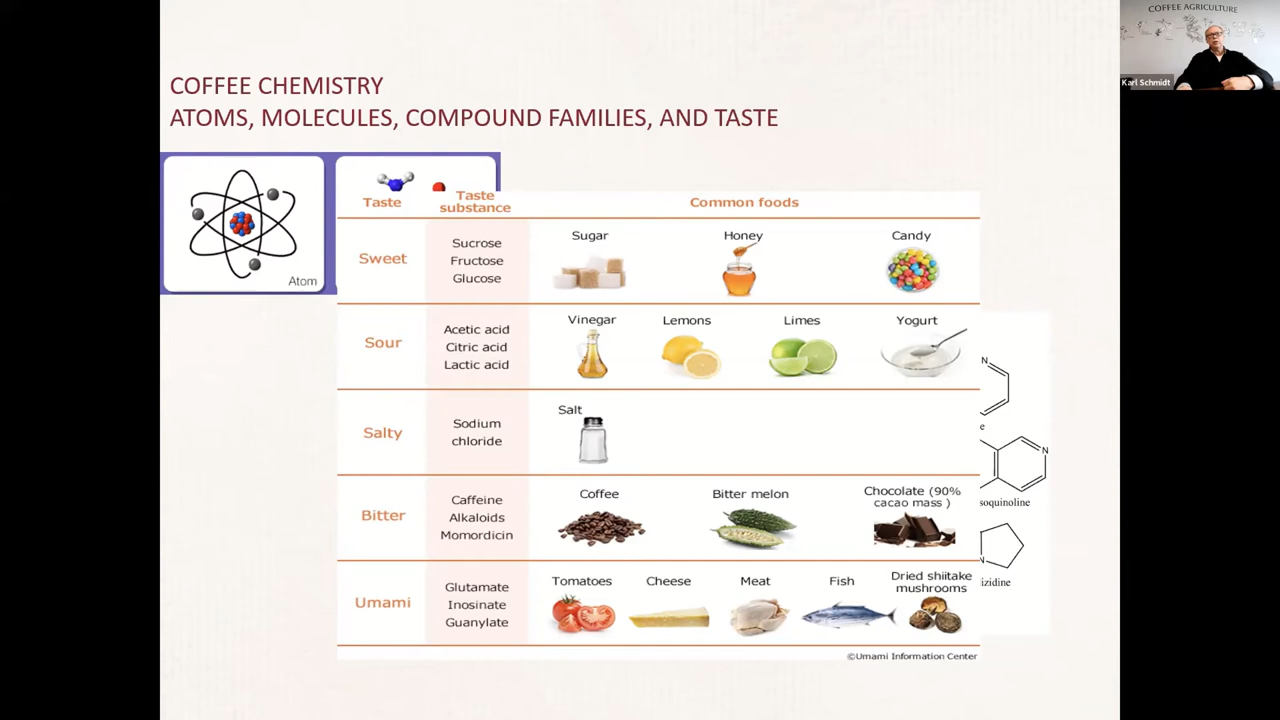 COFFEE AGRICULTURE
Karl Schmidt
COFFEE CHEMISTRY
ATOMS, MOLECULES, COMPOUND FAMILIES, AND TASTE
Atom
Taste
Taste
substance
Common foods
Sweet
Sucrose
Fructose
Glucose
Sugar
Honey
Candy
Sour
Acetic acid
Citric acid
Lactic acid
Vinegar
Lemons
Limes
Yogurt
Salty
Sodium
chloride
Salt
Bitter
Caffeine
Alkaloids
Momordicin
Coffee
Bitter melon
Chocolate (90%
cacao mass )
Umami
Glutamate
Inosinate
Guanylate
Tomatoes
Cheese
Meat
Fish
Dried shiitake
mushrooms
©Umami Information Center
N
e
N
soquinoline
N
izidine